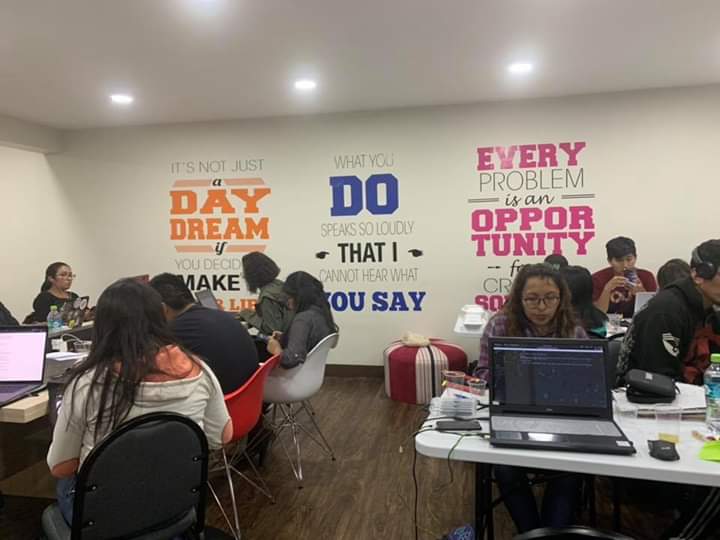 IT'S NOT JUST
a
DAY
DREAM
if
YOU DECIDE
MAKE
LIFE
WHAT YOU
DO
SPEAKS SO LOUDLY
THAT I
CANNOT HEAR WHAT
YOU SAY
EVERY
PROBLEM
is an
OPPOR
TUNITY